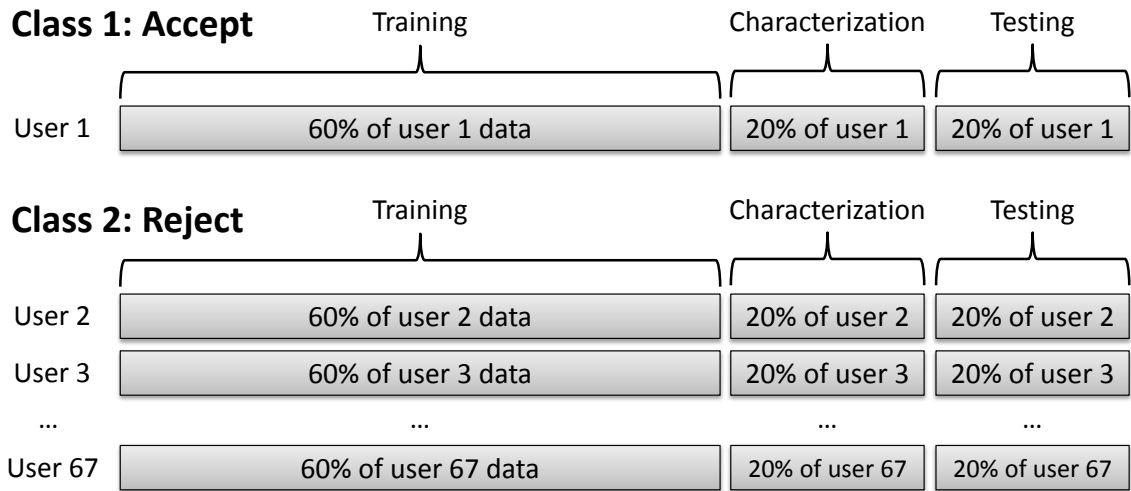 Class 1: Accept Training Characterization Testing
User 1 60% of user 1 data 20% of user 1 20% of user 1
Class 2: Reject Training Characterization Testing
User 2 60% of user 2 data 20% of user 2 20% of user 2
User 3 60% of user 3 data 20% of user 3 20% of user 3
... ... ... ...
User 67 60% of user 67 data 20% of user 67 20% of user 67